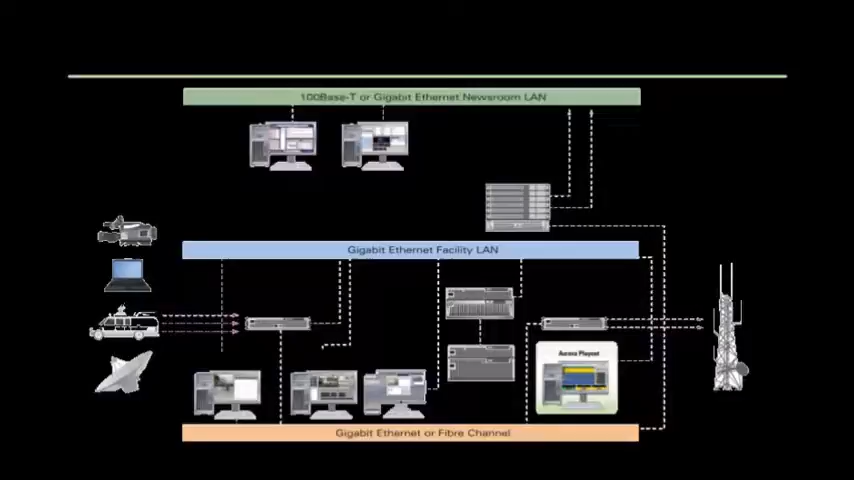 100Base-T or Gigabit Ethernet Newsroom LAN
Gigabit Ethernet Facility LAN
Aurora Playout
Gigabit Ethernet or Fibre Channel